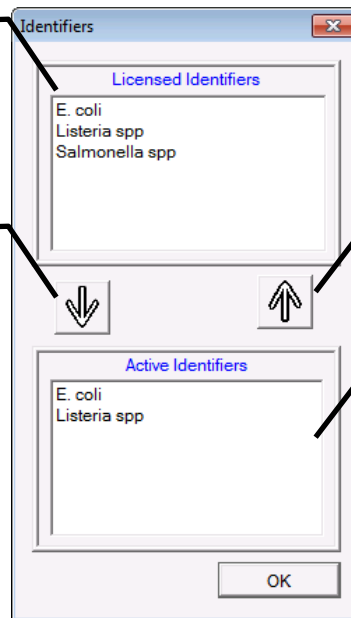 Identifiers
Licensed Identifiers
E. coli
Listeria spp
Salmonella spp
Active Identifiers
E. coli
Listeria spp
OK